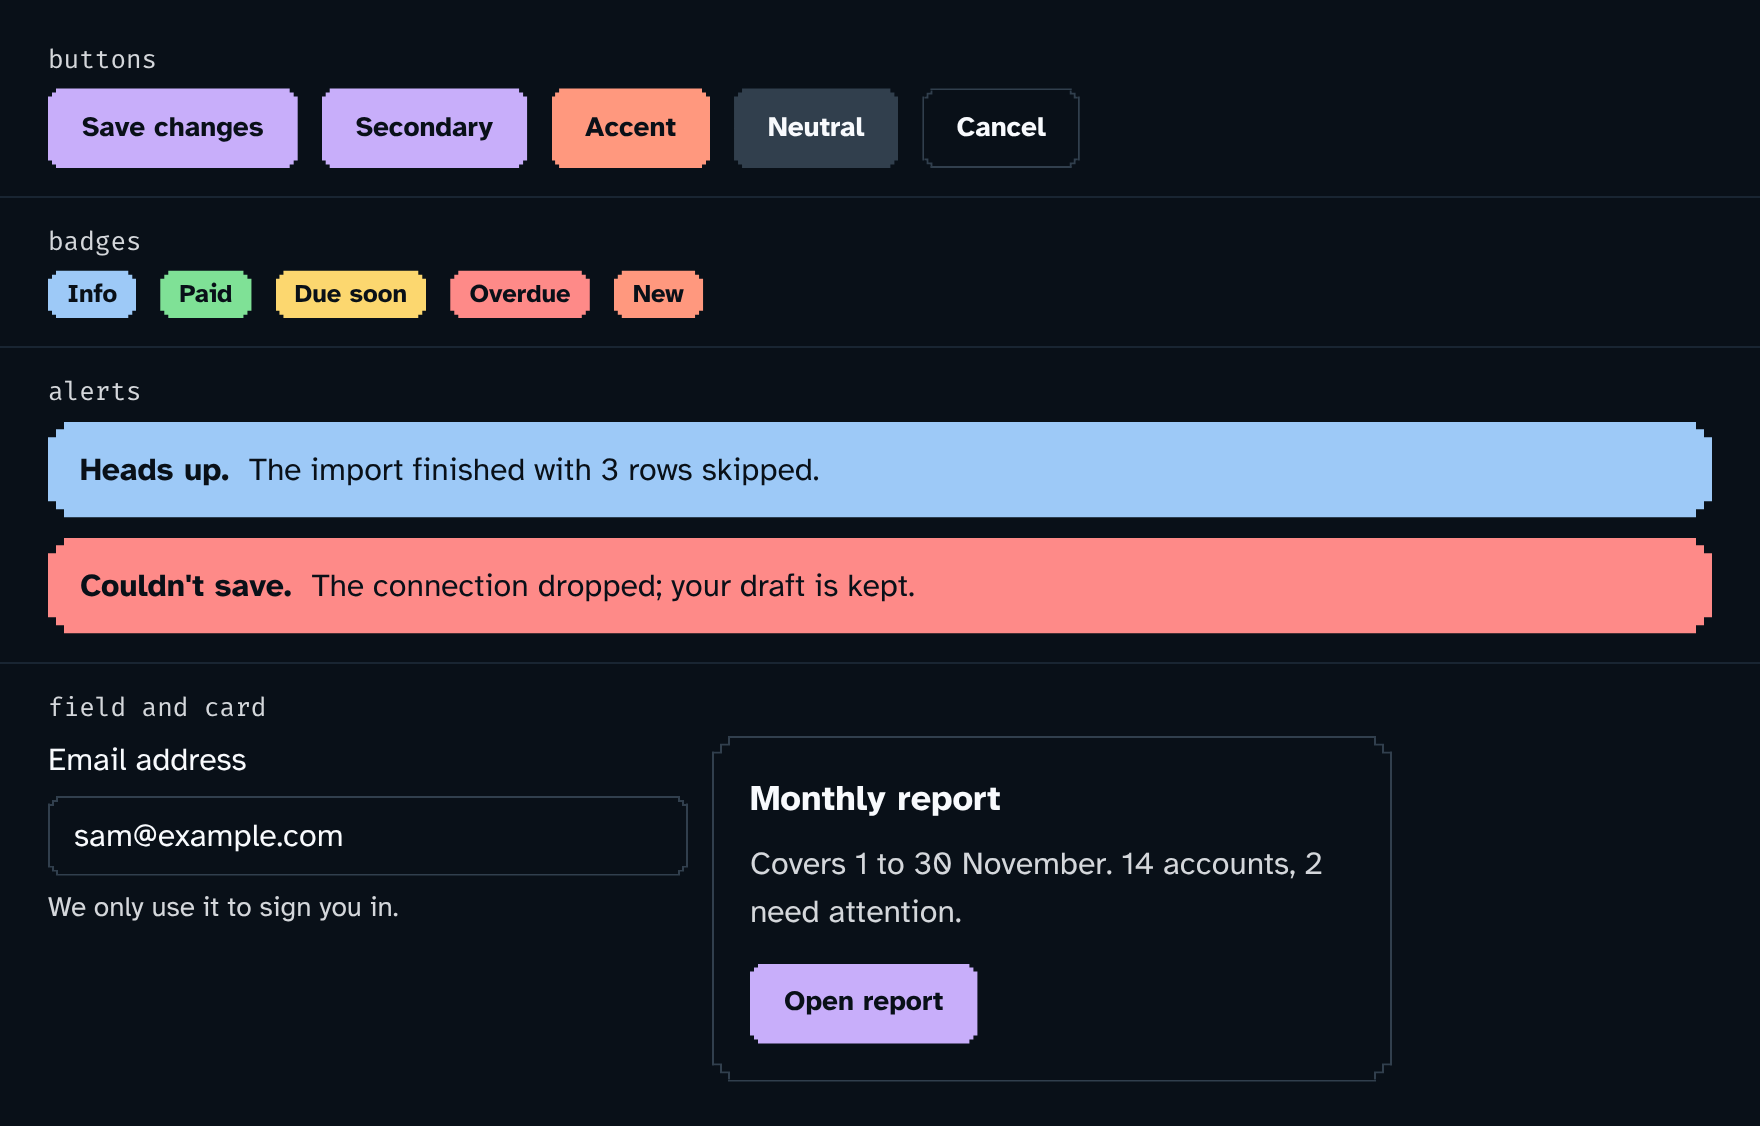 buttons
Save changes
Secondary
Accent
Neutral
Cancel
badges
Info
Paid
Due soon
Overdue
New
alerts
Heads up. The import finished with 3 rows skipped.
Couldn't save. The connection dropped; your draft is kept.
field and card
Email address
sam@example.com
We only use it to sign you in.
Monthly report
Covers 1 to 30 November. 14 accounts, 2
need attention.
Open report